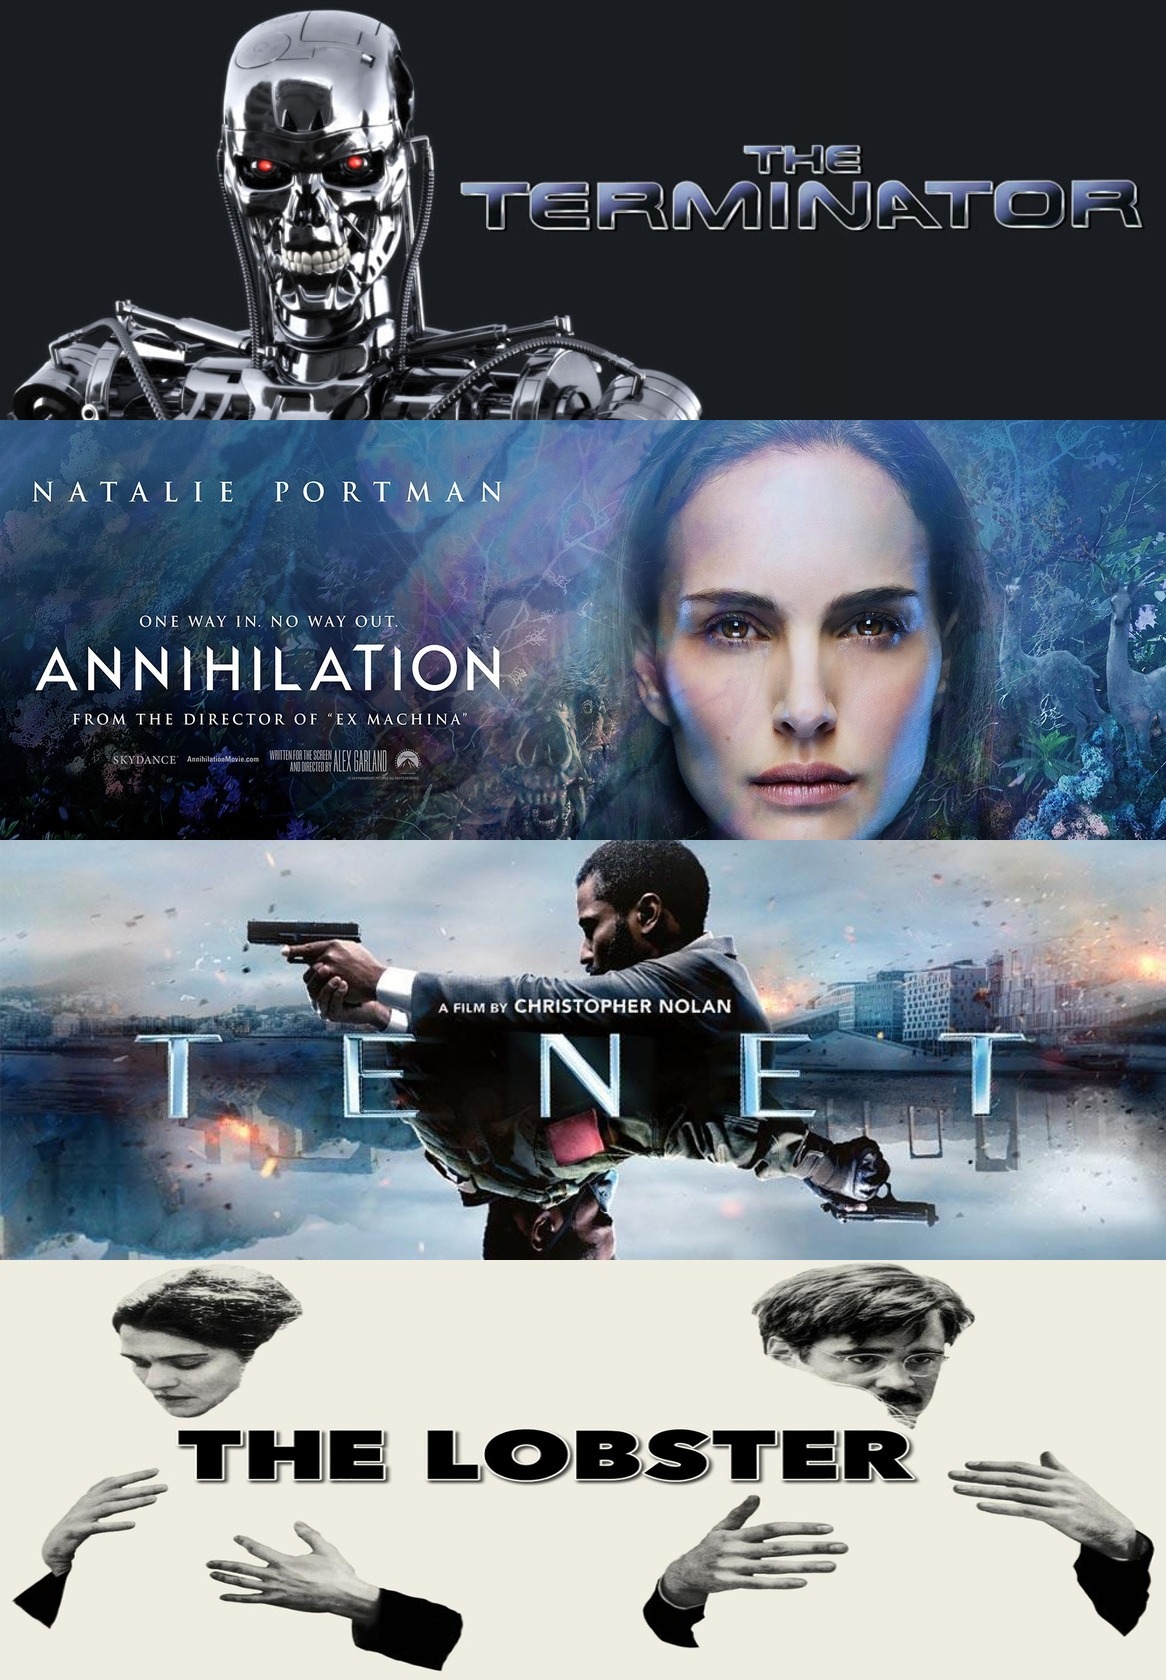 THE
TERMINATOR
NATALIE PORTMAN
ONE WAY IN. NO WAY OUT.
ANNIHILATION
FROM THE DIRECTOR OF “EX MACHINA”
SKYDANCE AnnihilationMovie.com WRITTEN FOR THE SCREEN AND DIRECTED BY ALEX GARLAND
A FILM BY CHRISTOPHER NOLAN
TENET
THE LOBSTER